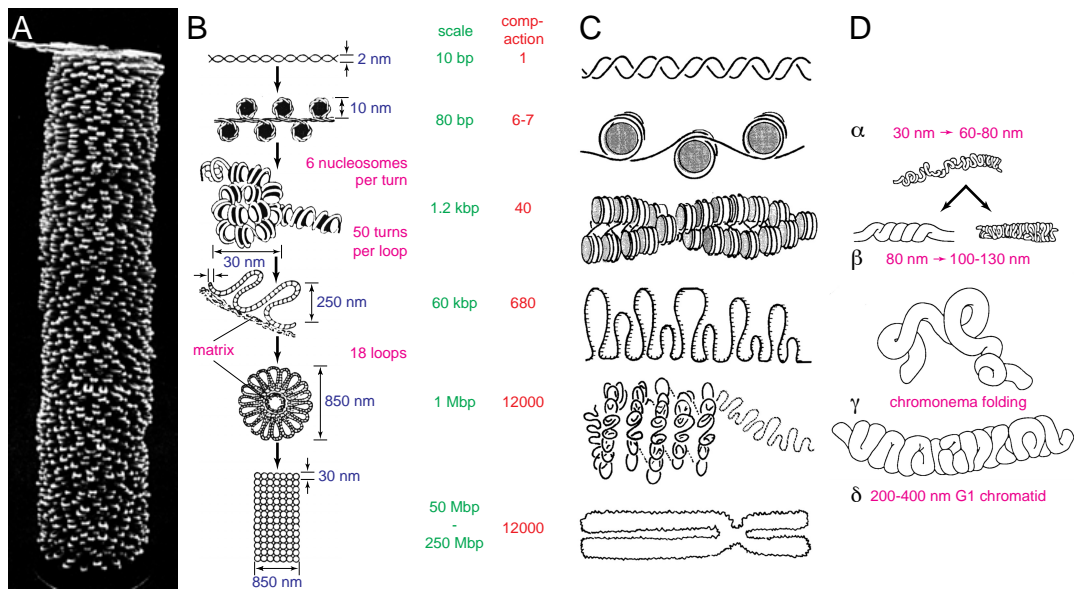 A
B
scale
comp-
action
2 nm
10 bp
1
10 nm
80 bp
6-7
6 nucleosomes
per turn
1.2 kbp
40
50 turns
per loop
30 nm
250 nm
60 kbp
680
matrix
18 loops
850 nm
1 Mbp
12000
30 nm
50 Mbp
-
250 Mbp
12000
850 nm
C
D
α
30 nm → 60-80 nm
β
80 nm → 100-130 nm
chromonema folding
γ
δ
200-400 nm G1 chromatid